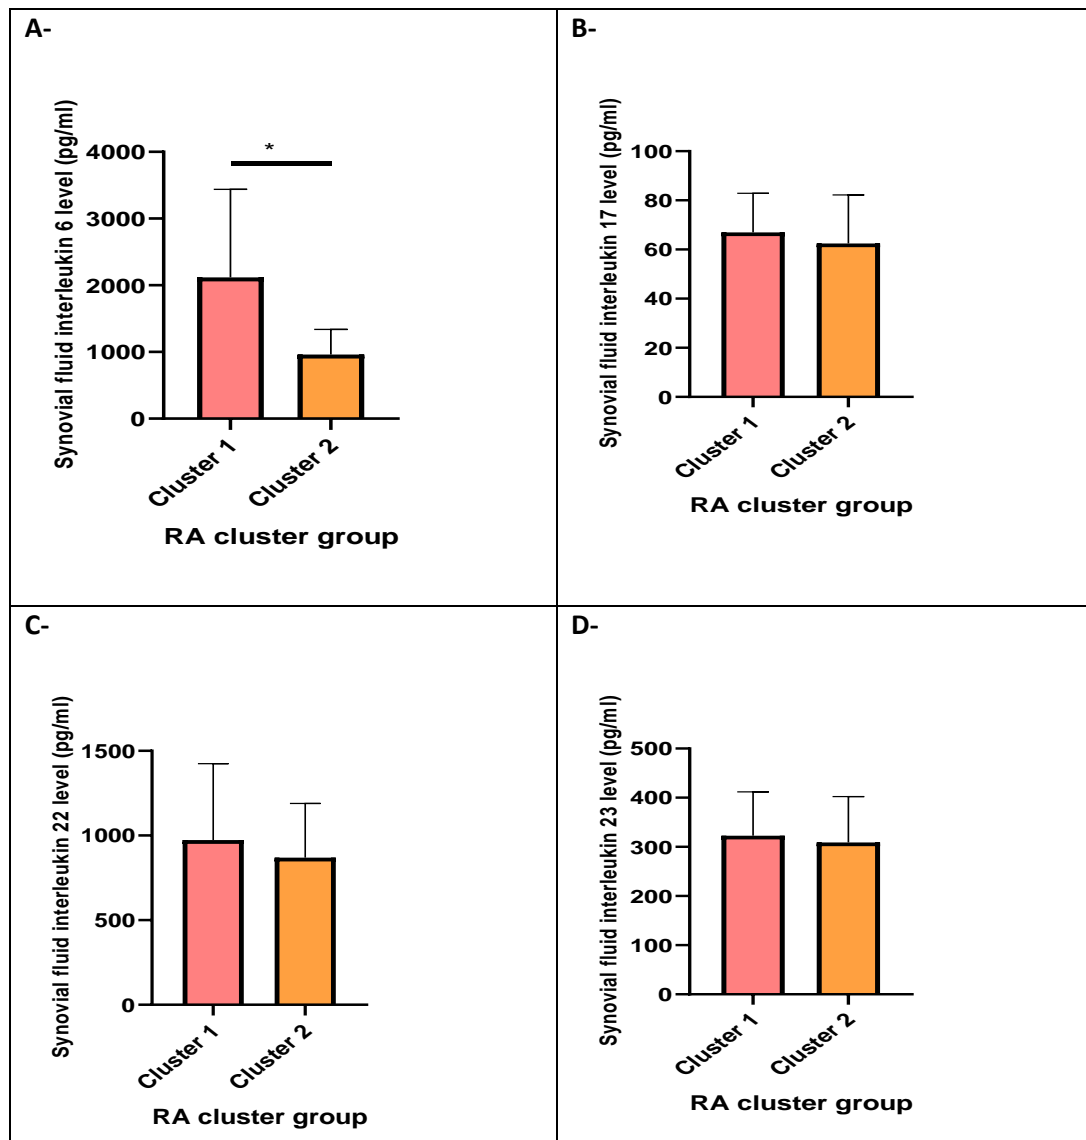 A-
Synovial fluid interleukin 6 level (pg/ml)
4000
3000
2000
1000
0
*
Cluster 1
Cluster 2
RA cluster group
B-
Synovial fluid interleukin 17 level (pg/ml)
100
80
60
40
20
0
Cluster 1
Cluster 2
RA cluster group
C-
Synovial fluid interleukin 22 level (pg/ml)
1500
1000
500
0
Cluster 1
Cluster 2
RA cluster group
D-
Synovial fluid interleukin 23 level (pg/ml)
500
400
300
200
100
0
Cluster 1
Cluster 2
RA cluster group